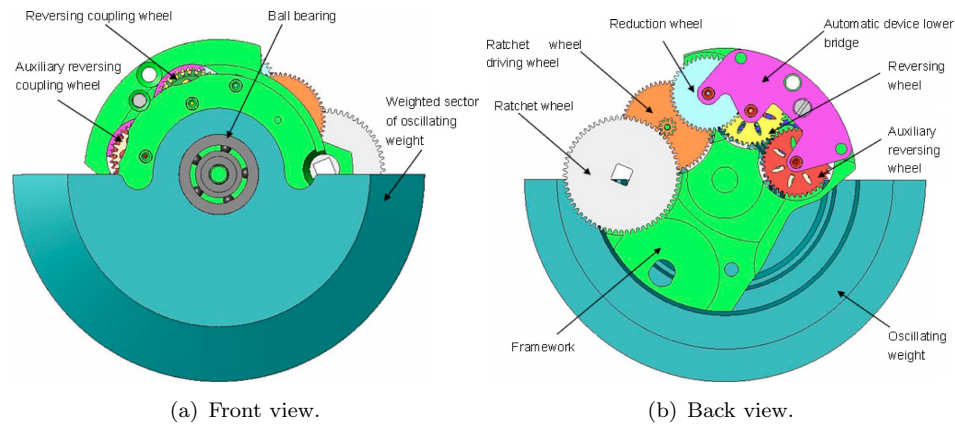 Reversing coupling wheel
Ball bearing
Auxiliary reversing
coupling wheel
Weighted sector
of oscillating
weight
(a) Front view.
Reduction wheel
Automatic device lower
bridge
Ratchet wheel
driving wheel
Reversing
wheel
Ratchet wheel
Auxiliary
reversing
wheel
Framework
Oscillating
weight
(b) Back view.